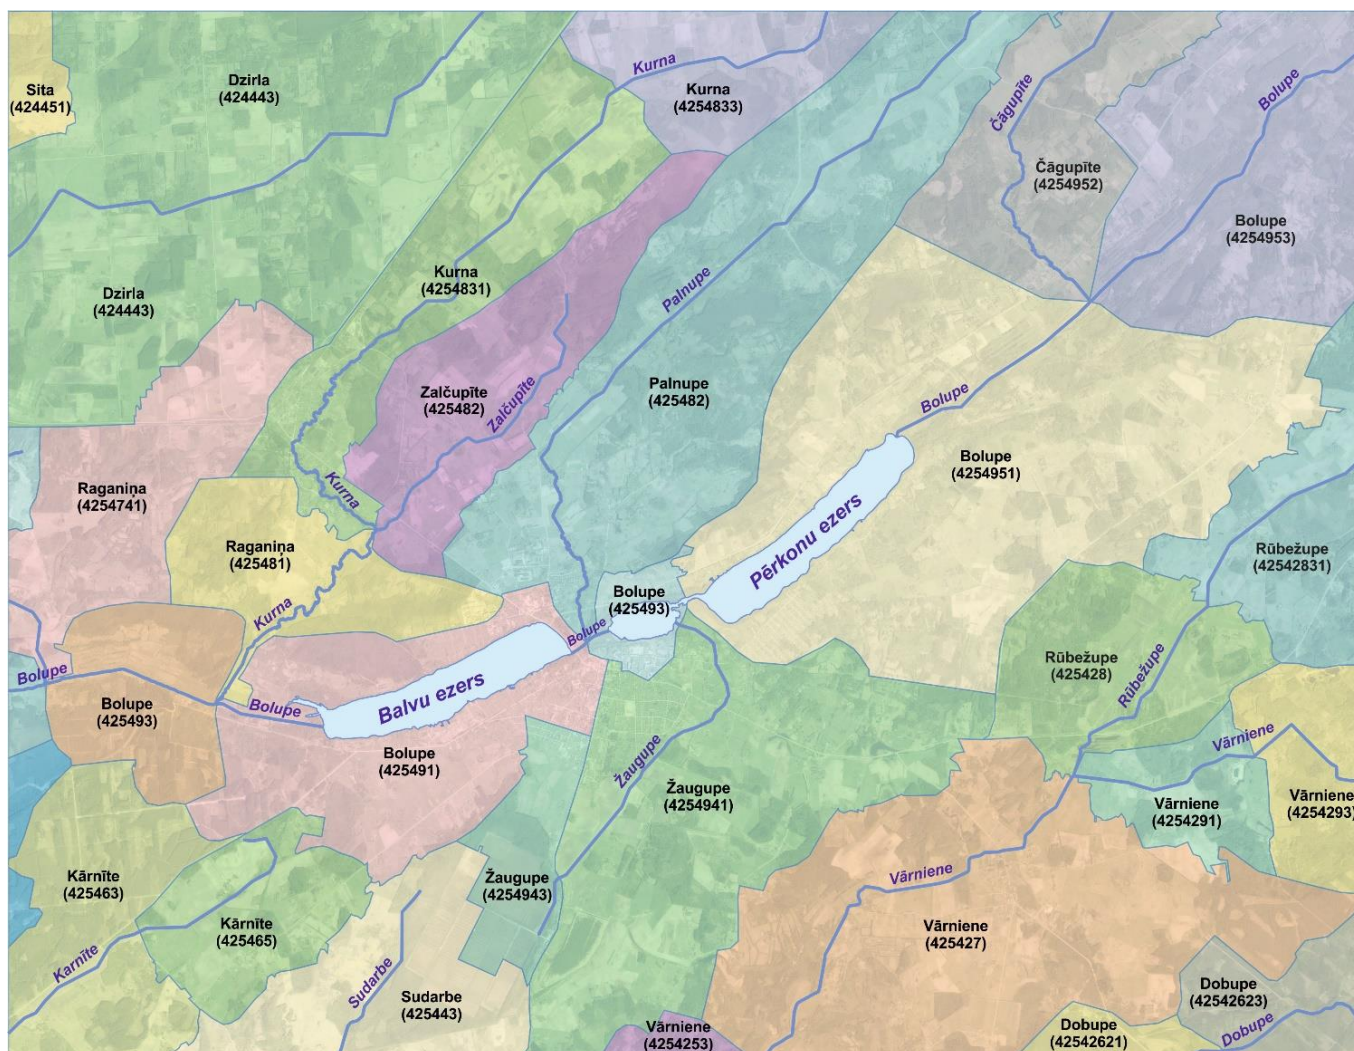 Kurna
Dzirla
(424443)
Sita
(424451)
Kurna
(4254833)
Čāgupīte
Bolupe
Čāgupīte
(4254952)
Bolupe
(4254953)
Kurna
(4254831)
Palnupe
Dzirla
(424443)
Zalčupīte
(425482)
Zalčupīte
Palnupe
(425482)
Bolupe
Bolupe
(4254951)
Raganiņa
(4254741)
Kurna
Raganiņa
(425481)
Pērkonu ezers
Rūbežupe
(42542831)
Kurna
Bolupe
(425493)
Bolupe
Rūbežupe
(425428)
Rūbežupe
Bolupe
Bolupe
(425493)
Bolupe
Balvu ezers
Bolupe
(425491)
Žaugupe
Žaugupe
(4254941)
Vārniene
Vārniene
(4254291)
Vārniene
(4254293)
Kārnīte
(425463)
Žaugupe
(4254943)
Vārniene
Kārnīte
(425465)
Vārniene
(425427)
Karnīte
Sudarbe
Sudarbe
(425443)
Dobupe
(42542623)
Vārniene
(4254253)
Dobupe
(42542621)
Dobupe